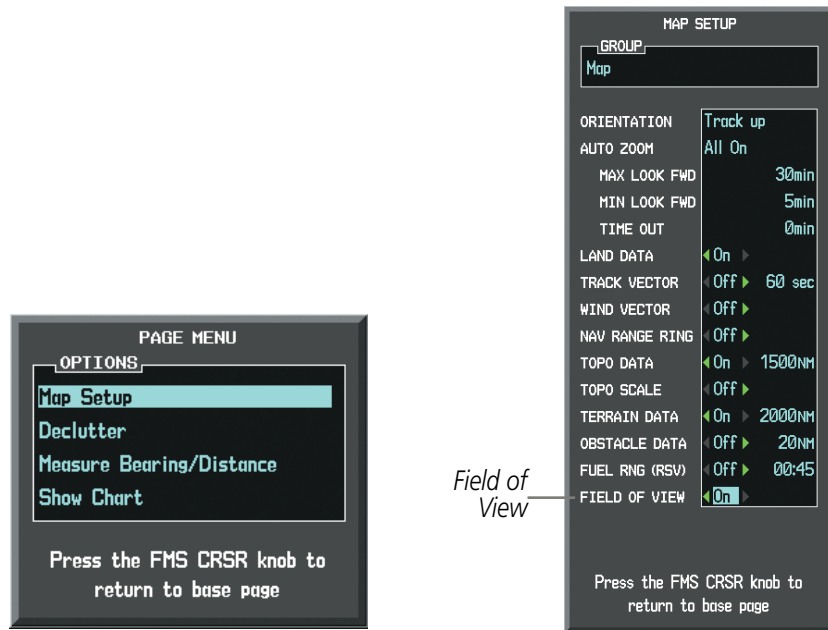 PAGE MENU
OPTIONS
Map Setup
Declutter
Measure Bearing/Distance
Show Chart
Press the FMS CRSR knob to
return to base page
MAP SETUP
GROUP
Map
ORIENTATION Track up
AUTO ZOOM All On
MAX LOOK FWD 30min
MIN LOOK FWD 5min
TIME OUT 0min
LAND DATA On
TRACK VECTOR Off 60 sec
WIND VECTOR Off
NAV RANGE RING Off
TOPO DATA On 1500NM
TOPO SCALE Off
TERRAIN DATA On 2000NM
OBSTACLE DATA Off 20NM
FUEL RNG (RSV) Off 00:45
FIELD OF VIEW On
Field of
View
Press the FMS CRSR knob to
return to base page